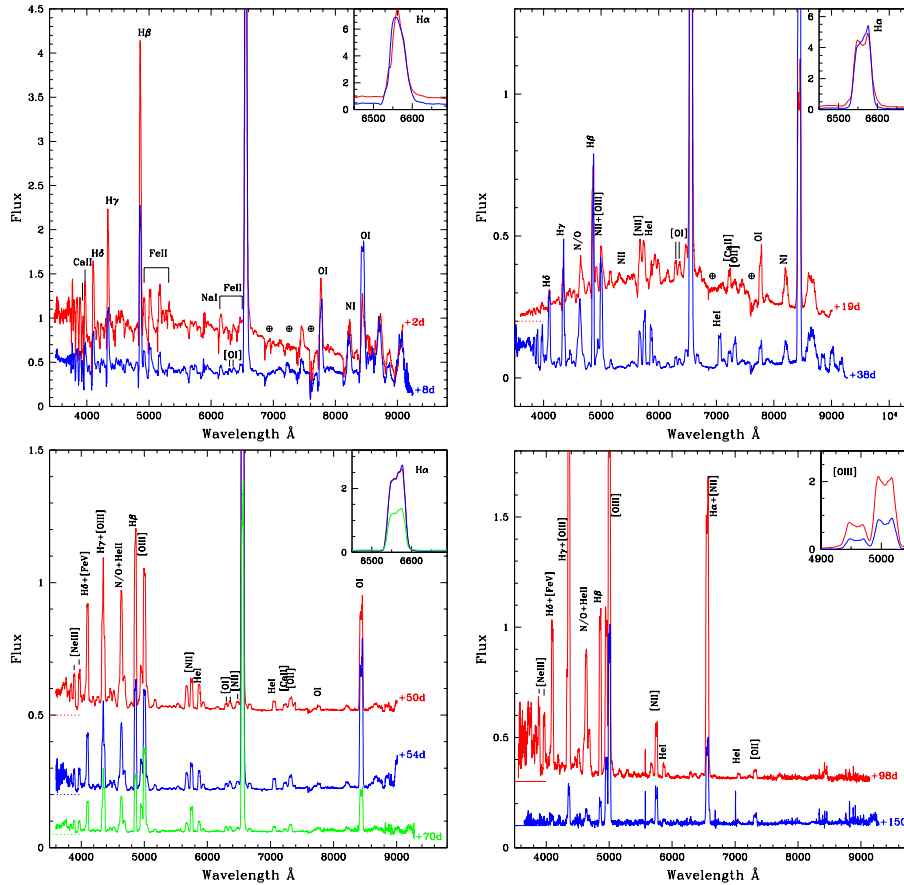 4.5
4
3.5
3
2.5
2
1.5
1
0.5
0
Flux
4000 5000 6000 7000 8000 9000
Wavelength Å
Hβ
Hγ
Hδ
CaII
FeII
NaI
FeII
[OI]
⊕ ⊕ ⊕
OI
NI
OI
+2d
+8d
Hα
6
4
2
0
6500 6600
1
0.5
0
Flux
4000 5000 6000 7000 8000 9000 10⁴
Wavelength Å
Hδ
Hγ
N/O
Hβ
NII+[OIII]
NII
[NII]
HeI
[OI]
⊕
HeI
[CaII]
[OII]
⊕
OI
NI
+19d
+38d
Hα
6
4
2
0
6500 6600
1.5
1
0.5
0
Flux
4000 5000 6000 7000 8000 9000
Wavelength Å
[NeIII]
Hδ+[FeV]
Hγ+[OIII]
N/O+HeII
Hβ
[OIII]
[NII]
HeI
[OI]
[NII]
HeI
[CaII]
[OII]
OI
OI
+50d
+54d
+70d
Hα
2
0
6500 6600
1.5
1
0.5
0
Flux
4000 5000 6000 7000 8000 9000
Wavelength Å
[NeIII]
Hδ+[FeV]
Hγ+[OIII]
N/O+HeII
Hβ
[OIII]
[NII]
HeI
Hα+[NII]
HeI
[OII]
+98d
+150
[OIII]
2
1
0
4900 5000